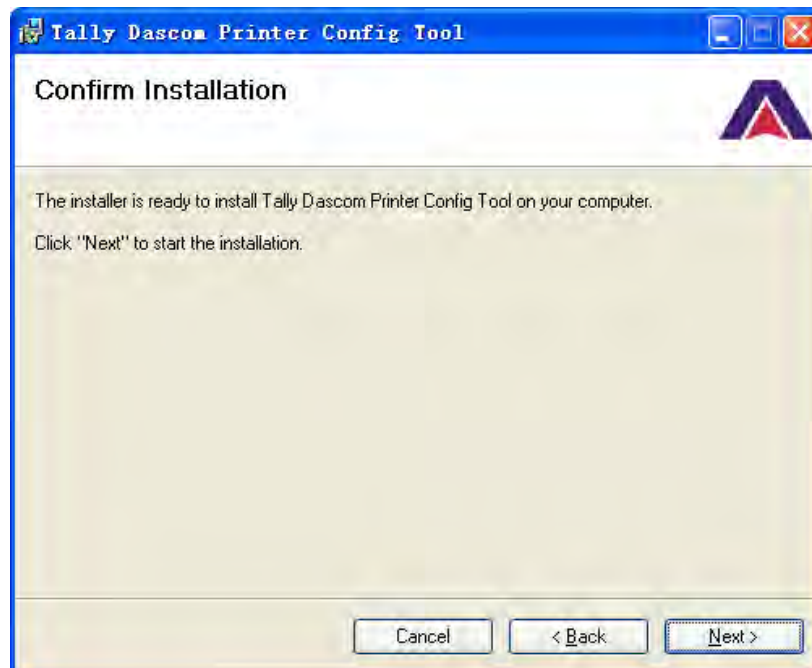 Tally Dascom Printer Config Tool
Confirm Installation
The installer is ready to install Tally Dascom Printer Config Tool on your computer.
Click "Next" to start the installation.
Cancel
< Back
Next >